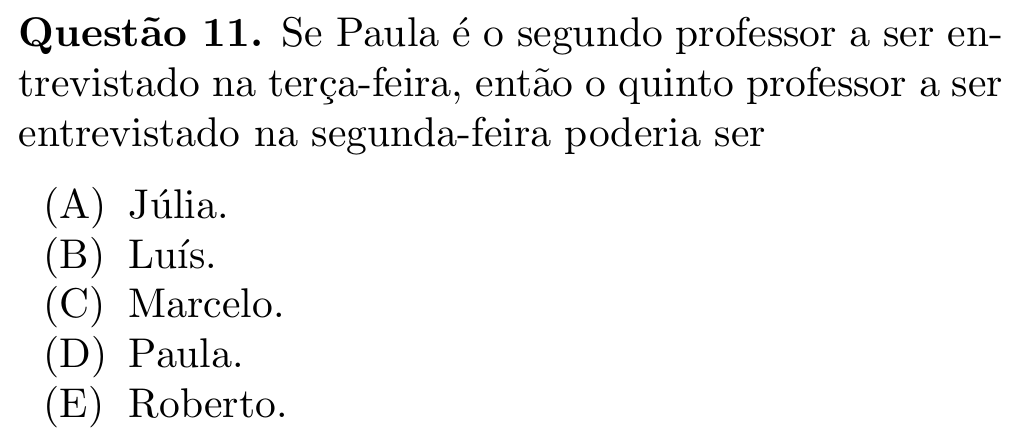 Questão 11. Se Paula é o segundo professor a ser en-
trevistado na terça-feira, então o quinto professor a ser
entrevistado na segunda-feira poderia ser
(A) Júlia.
(B) Luís.
(C) Marcelo.
(D) Paula.
(E) Roberto.